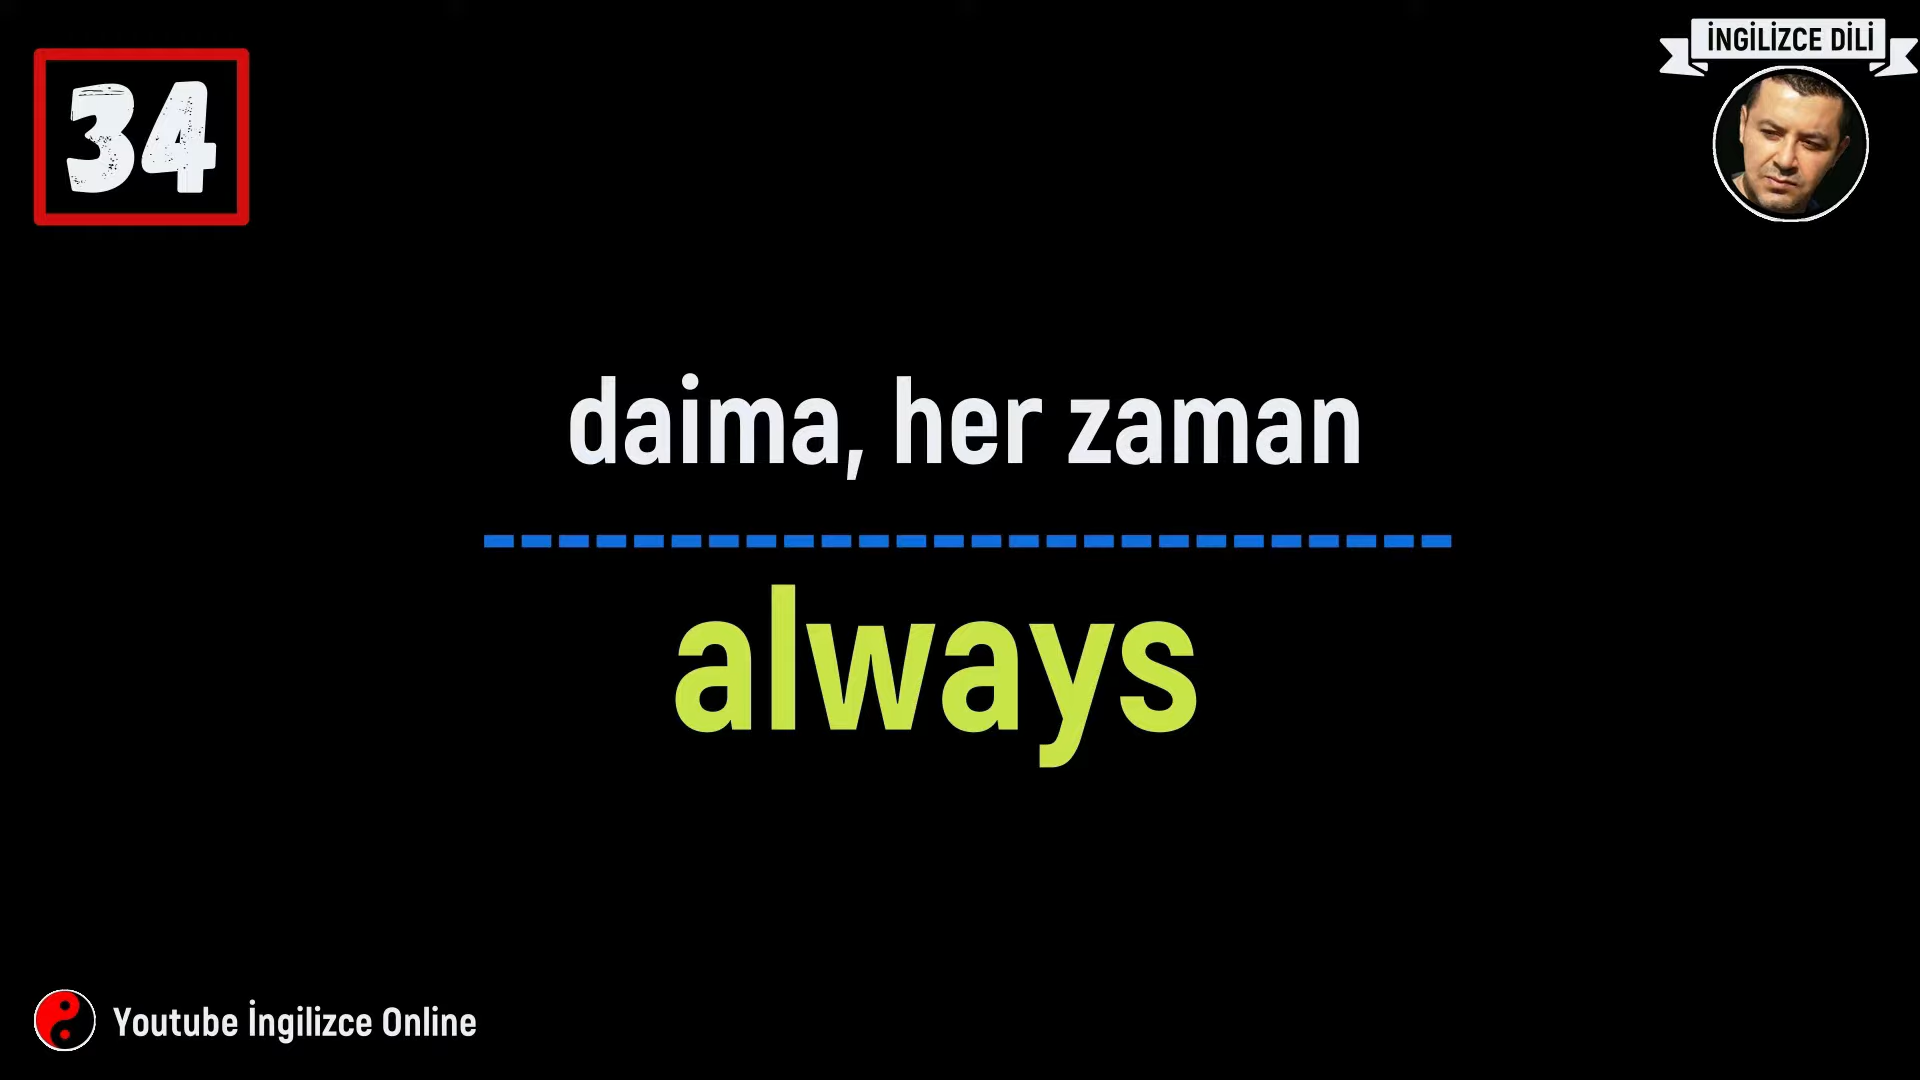 34
İNGİLİZCE DİLİ
daima, her zaman
always
Youtube İngilizce Online